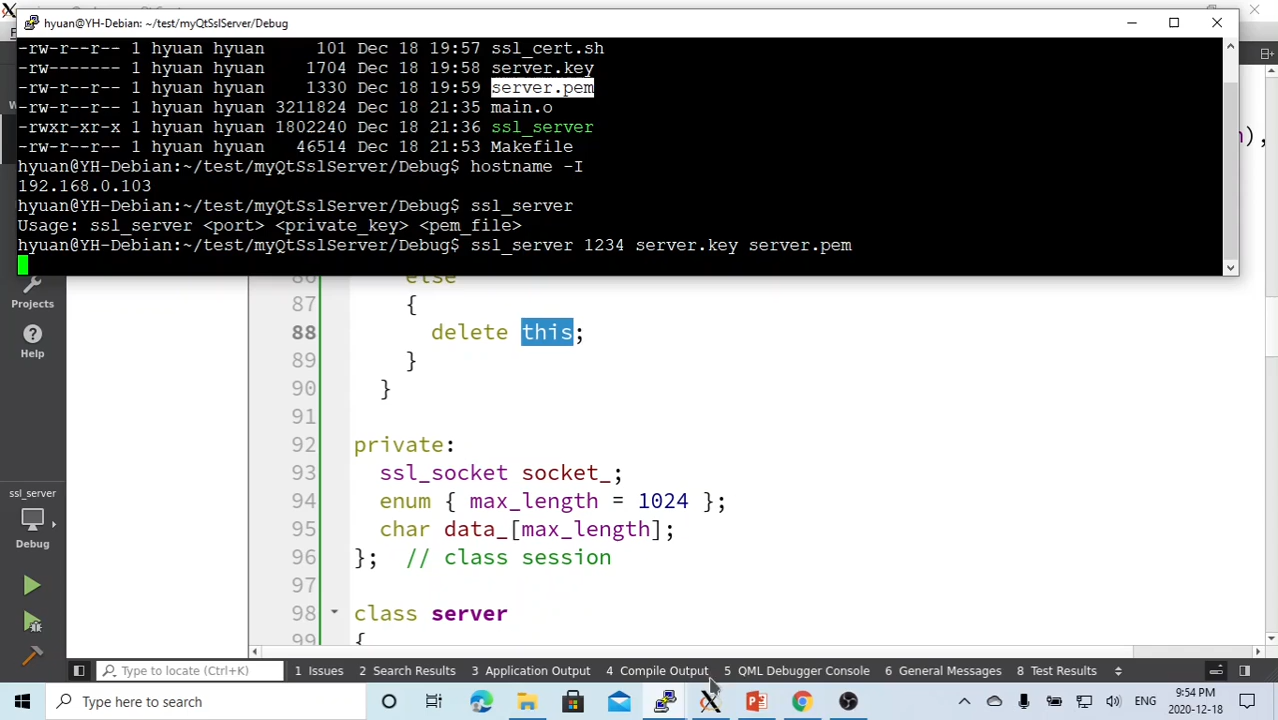 hyuan@YH-Debian: ~/test/myQtSslServer/Debug
-rw-r--r-- 1 hyuan hyuan     101 Dec 18 19:57 ssl_cert.sh
-rw------- 1 hyuan hyuan    1704 Dec 18 19:58 server.key
-rw-r--r-- 1 hyuan hyuan    1330 Dec 18 19:59 server.pem
-rw-r--r-- 1 hyuan hyuan 3211824 Dec 18 21:35 main.o
-rwxr-xr-x 1 hyuan hyuan 1802240 Dec 18 21:36 ssl_server
-rw-r--r-- 1 hyuan hyuan   46514 Dec 18 21:53 Makefile
hyuan@YH-Debian:~/test/myQtSslServer/Debug$ hostname -I
192.168.0.103
hyuan@YH-Debian:~/test/myQtSslServer/Debug$ ssl_server
Usage: ssl_server <port> <private_key> <pem_file>
hyuan@YH-Debian:~/test/myQtSslServer/Debug$ ssl_server 1234 server.key server.pem
86 else
87 {
88 delete this;
89 }
90 }
91
92 private:
93 ssl_socket socket_;
94 enum { max_length = 1024 };
95 char data_[max_length];
96 }; // class session
97
98 class server
99 {
Projects
Help
ssl_server
Debug
Type to locate (Ctrl+K)
1 Issues
2 Search Results
3 Application Output
4 Compile Output
5 QML Debugger Console
6 General Messages
8 Test Results
Type here to search
ENG
9:54 PM
2020-12-18